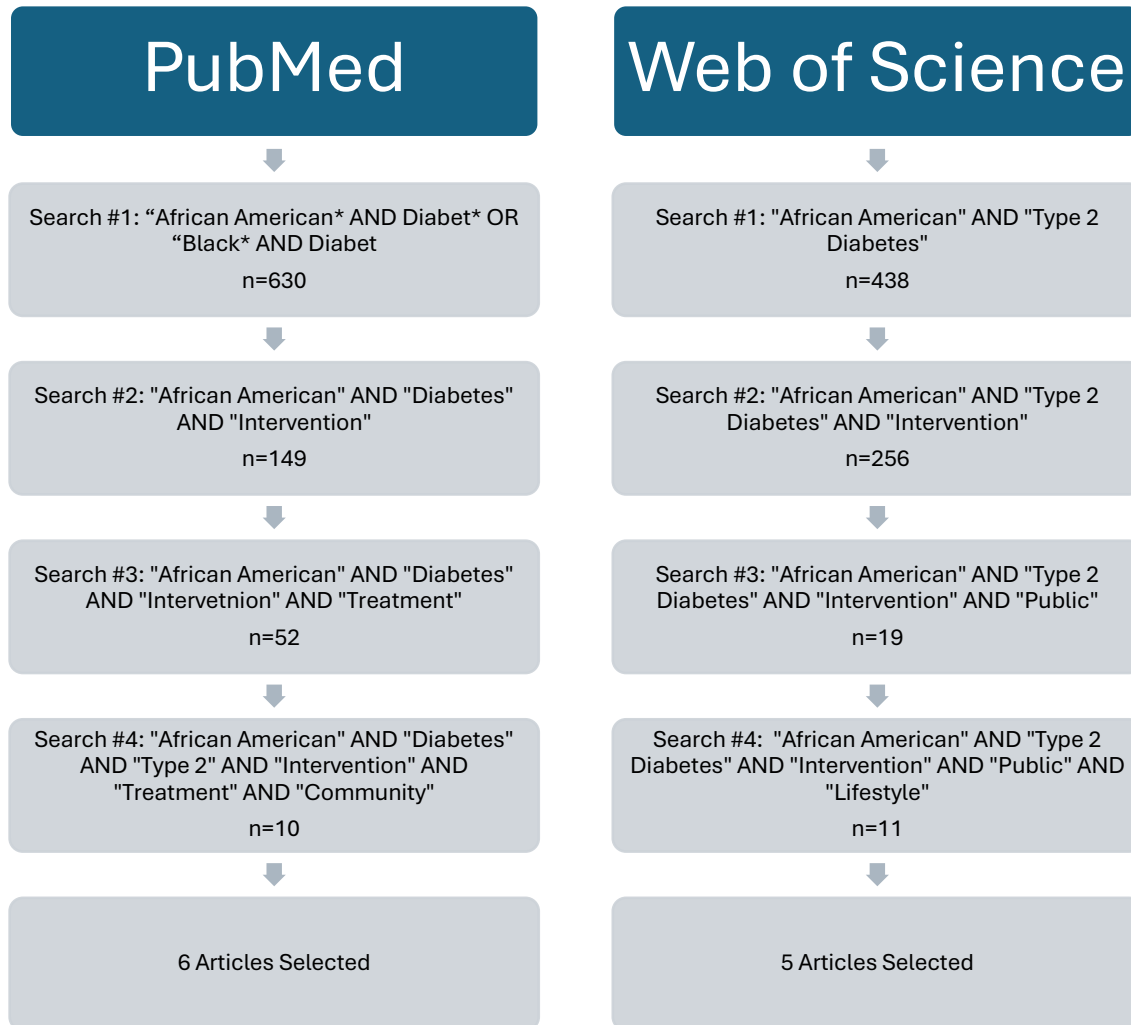 PubMed
Search #1: “African American* AND Diabet* OR
“Black* AND Diabet
n=630
Search #2: "African American" AND "Diabetes"
AND "Intervention"
n=149
Search #3: "African American" AND "Diabetes"
AND "Intervetnion" AND "Treatment"
n=52
Search #4: "African American" AND "Diabetes"
AND "Type 2" AND "Intervention" AND
"Treatment" AND "Community"
n=10
6 Articles Selected
Web of Science
Search #1: "African American" AND "Type 2
Diabetes"
n=438
Search #2: "African American" AND "Type 2
Diabetes" AND "Intervention"
n=256
Search #3: "African American" AND "Type 2
Diabetes" AND "Intervention" AND "Public"
n=19
Search #4:  "African American" AND "Type 2
Diabetes" AND "Intervention" AND "Public" AND
"Lifestyle"
n=11
5 Articles Selected